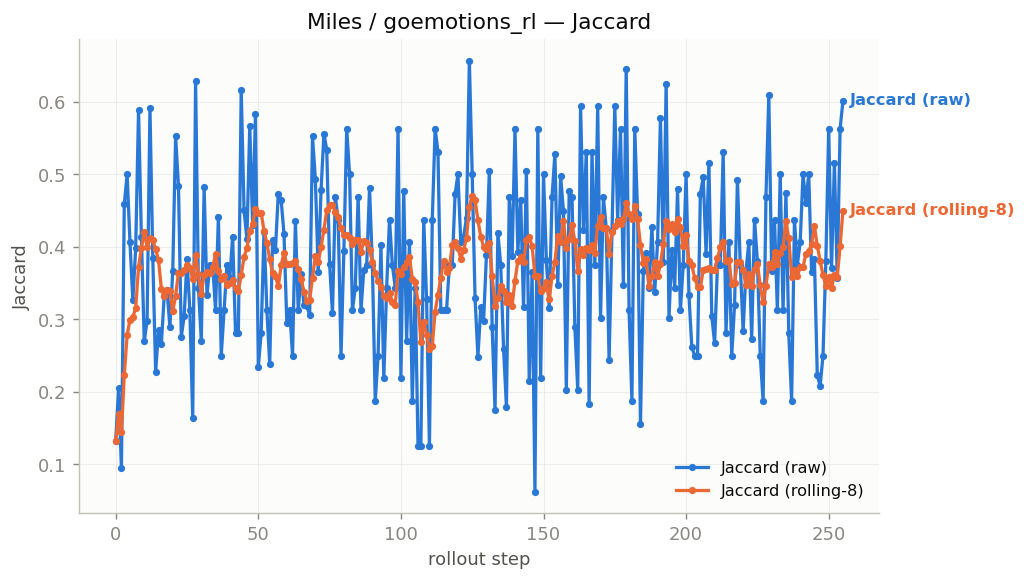 Miles / goemotions_rl — Jaccard
0.6
0.5
0.4
0.3
0.2
0.1
Jaccard
Jaccard (raw)
Jaccard (rolling-8)
Jaccard (raw)
Jaccard (rolling-8)
0 50 100 150 200 250
rollout step